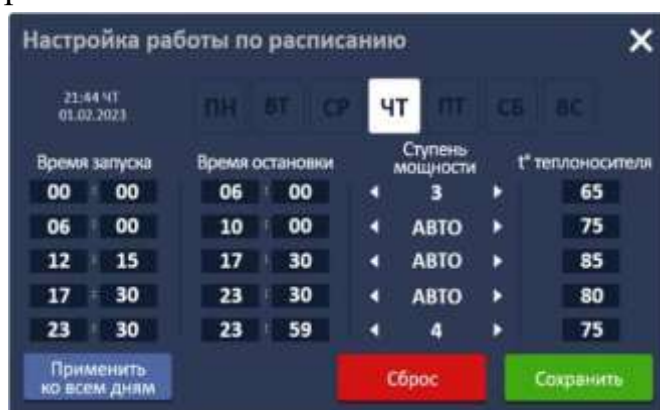 Настройка работы по расписанию
21:44 ЧТ
01.02.2023
ПН ВТ СР ЧТ ПТ СБ ВС
Время запуска Время остановки Ступень мощности t° теплоносителя
00 : 00 06 : 00 3 65
06 : 00 10 : 00 АВТО 75
12 : 15 17 : 30 АВТО 85
17 : 30 23 : 30 АВТО 80
23 : 30 23 : 59 4 75
Применить
ко всем дням
Сброс
Сохранить